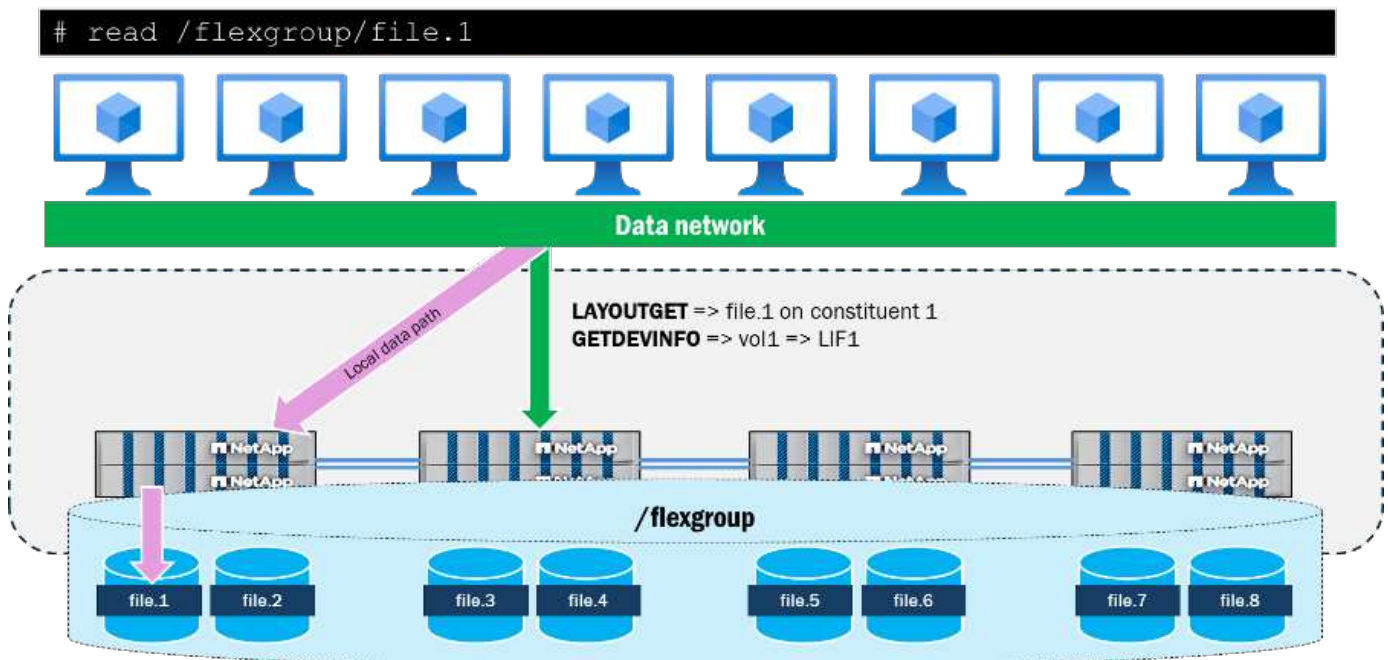 # read /flexgroup/file.1
Data network
Local data path
LAYOUTGET => file.1 on constituent 1
GETDEVINFO => vol1 => LIF1
NetApp
NetApp
NetApp
NetApp
NetApp
NetApp
NetApp
NetApp
/flexgroup
file.1
file.2
file.3
file.4
file.5
file.6
file.7
file.8